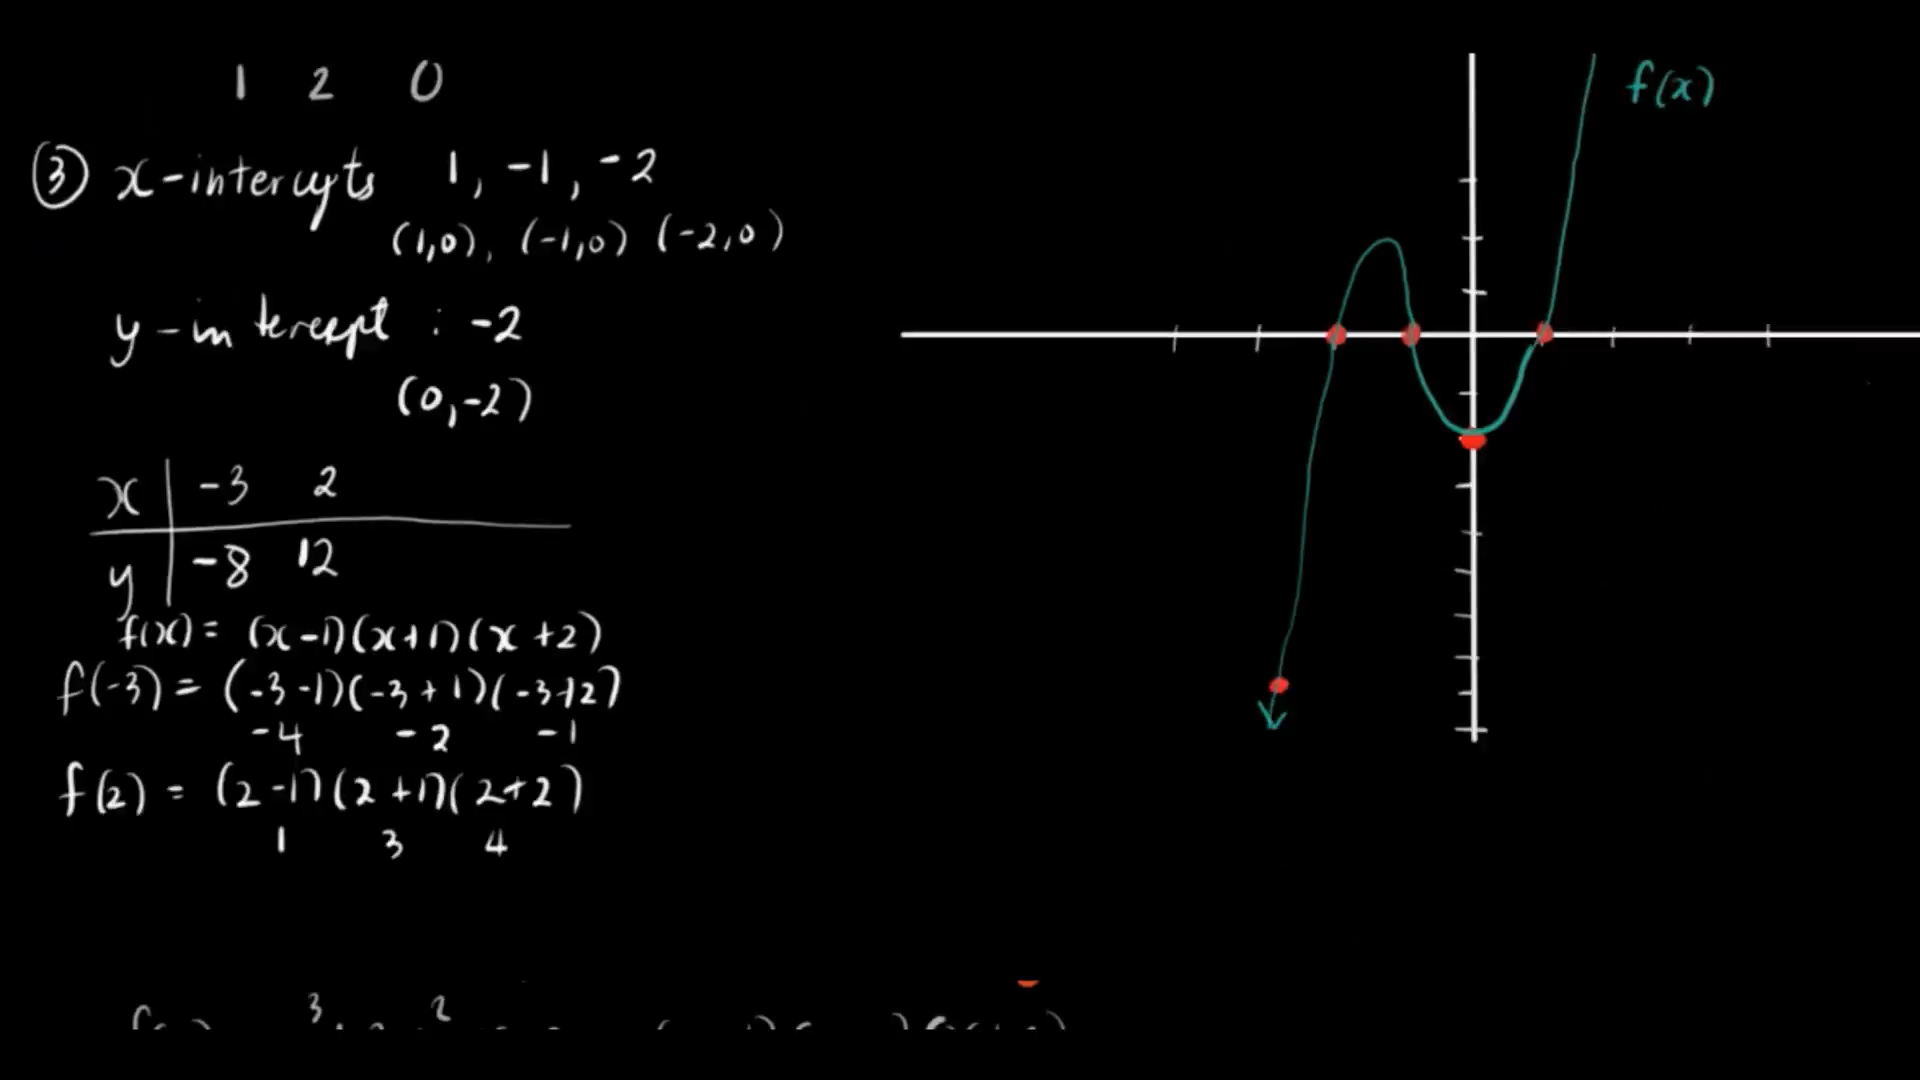 1 2 0
③ x-intercepts 1, -1, -2
(1,0), (-1,0) (-2,0)
y-intercept : -2
(0,-2)
x -3 2
y -8 12
f(x) = (x-1)(x+1)(x+2)
f(-3) = (-3-1)(-3+1)(-3+2)
-4 -2 -1
f(2) = (2-1)(2+1)(2+2)
1 3 4
f(x)